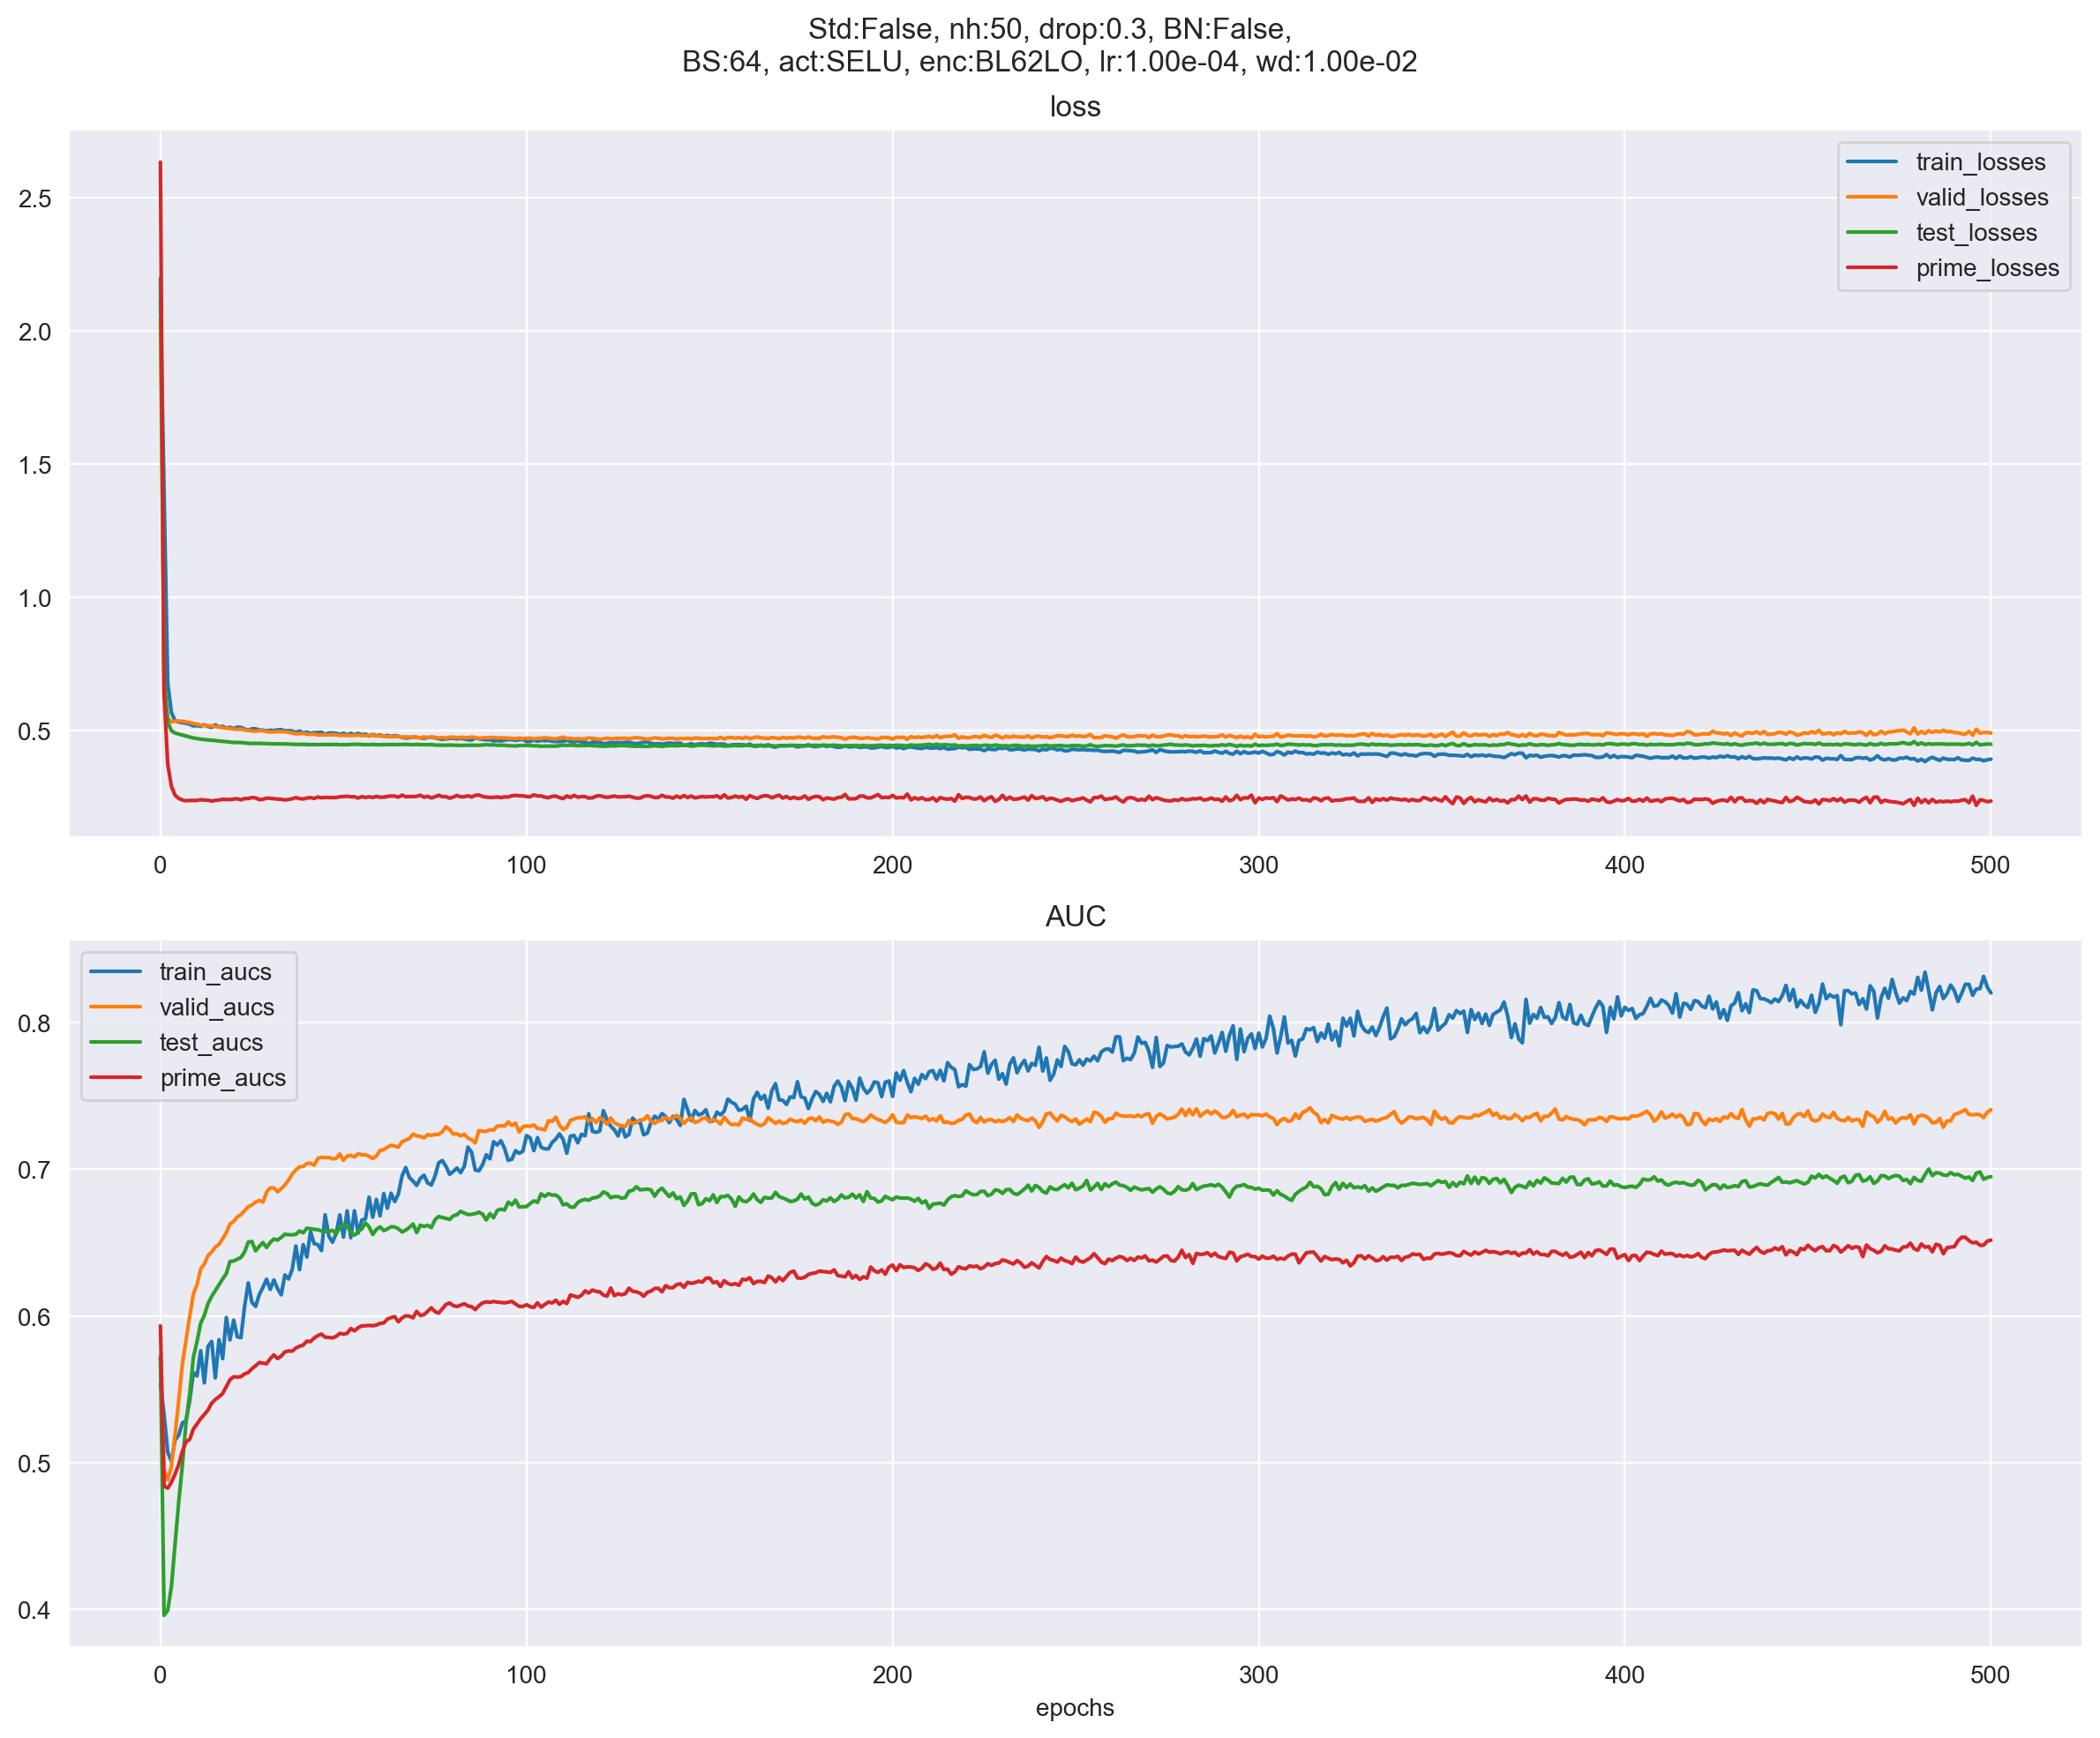 Std:False, nh:50, drop:0.3, BN:False,
BS:64, act:SELU, enc:BL62LO, lr:1.00e-04, wd:1.00e-02
loss
train_losses
valid_losses
test_losses
prime_losses
2.5
2.0
1.5
1.0
0.5
0 100 200 300 400 500
AUC
train_aucs
valid_aucs
test_aucs
prime_aucs
0.8
0.7
0.6
0.5
0.4
0 100 200 300 400 500
epochs